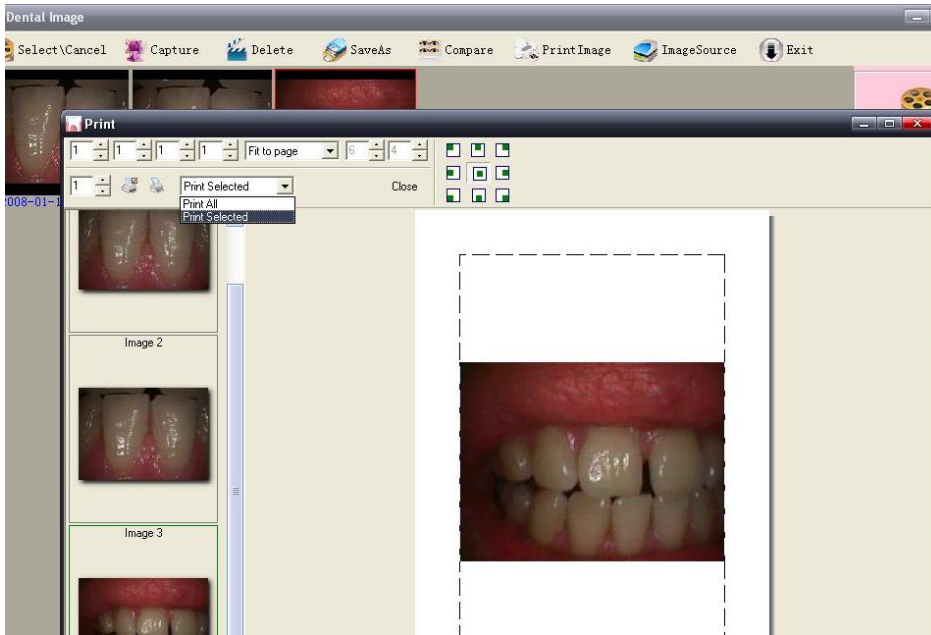 Dental Image
Select\Cancel Capture Delete SaveAs Compare PrintImage ImageSource Exit
Print
1 1 1 1 Fit to page 6 4
1 Print Selected Close
Print All
Print Selected
2008-01-1
Image 2
Image 3